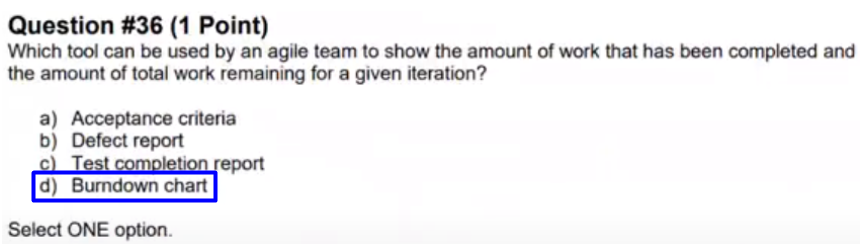 Question #36 (1 Point)
Which tool can be used by an agile team to show the amount of work that has been completed and
the amount of total work remaining for a given iteration?
a) Acceptance criteria
b) Defect report
c) Test completion report
d) Burndown chart
Select ONE option.